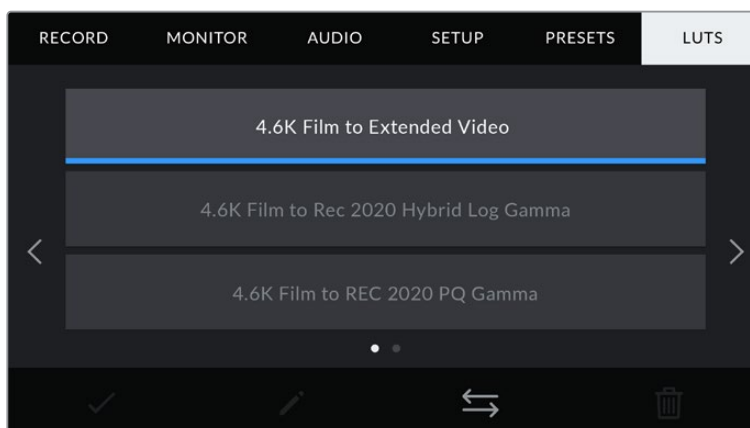 RECORD MONITOR AUDIO SETUP PRESETS LUTS
4.6K Film to Extended Video
4.6K Film to Rec 2020 Hybrid Log Gamma
4.6K Film to REC 2020 PQ Gamma